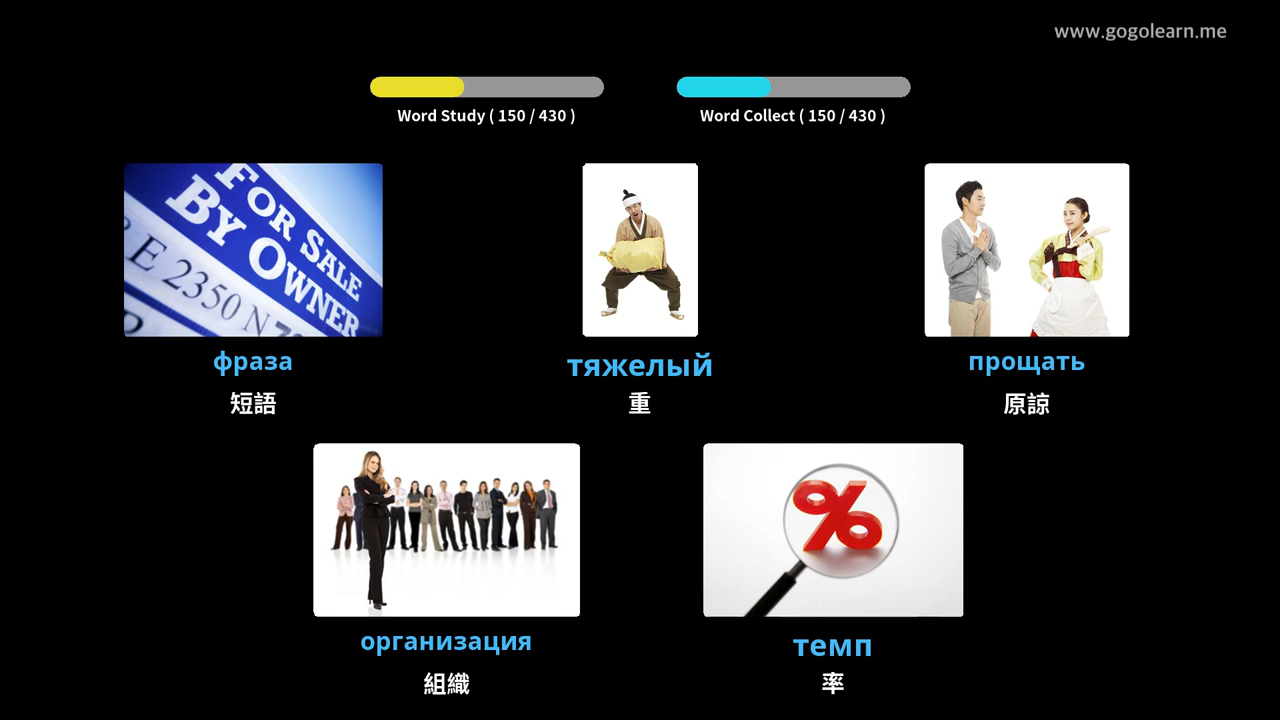 www.gogolearn.me
Word Study ( 150 / 430 )
Word Collect ( 150 / 430 )
FOR SALE
BY OWNER
E 2350 N
фраза
短語
тяжелый
重
прощать
原諒
%
организация
組織
темп
率